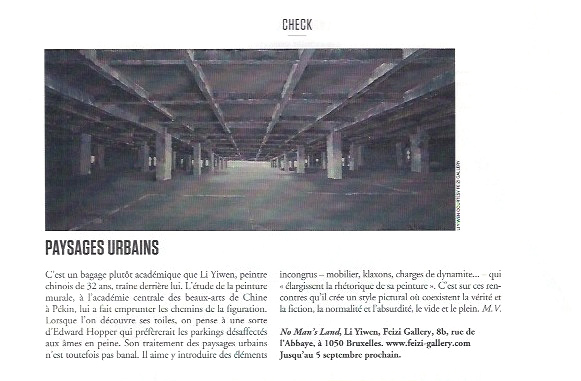 CHECK
LI YIWEN COURTESY FEIZI GALLERY
PAYSAGES URBAINS
C'est un bagage plutôt académique que Li Yiwen, peintre
chinois de 32 ans, traîne derrière lui. L'étude de la peinture
murale, à l'académie centrale des beaux-arts de Chine
à Pékin, lui a fait emprunter les chemins de la figuration.
Lorsque l'on découvre ses toiles, on pense à une sorte
d'Edward Hopper qui préfèrerait les parkings désaffectés
aux âmes en peine. Son traitement des paysages urbains
n'est toutefois pas banal. Il aime y introduire des éléments
incongrus – mobilier, klaxons, charges de dynamite... – qui
« élargissent la rhétorique de sa peinture ». C'est sur ces ren-
contres qu'il crée un style pictural où coexistent la vérité et
la fiction, la normalité et l'absurdité, le vide et le plein. M.V.
No Man's Land, Li Yiwen, Feizi Gallery, 8b, rue de
l'Abbaye, à 1050 Bruxelles. www.feizi-gallery.com
Jusqu'au 5 septembre prochain.